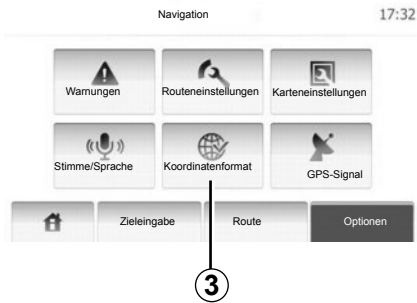 Navigation 17:32
Warnungen Routeneinstellungen Karteneinstellungen
Stimme/Sprache Koordinatenformat GPS-Signal
Zieleingabe Route Optionen
3